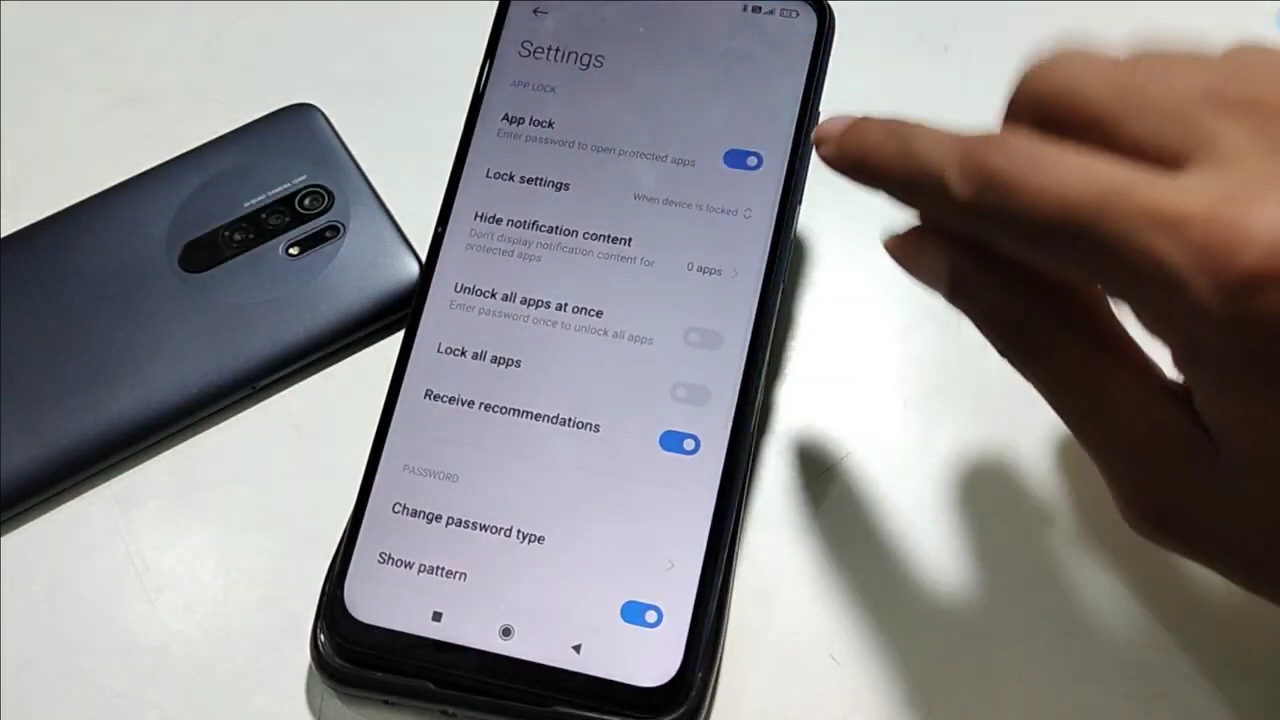 Settings
APP LOCK
App lock
Enter password to open protected apps
Lock settings
When device is locked
Hide notification content
Don't display notification content for
protected apps
0 apps
Unlock all apps at once
Enter password once to unlock all apps
Lock all apps
Receive recommendations
PASSWORD
Change password type
Show pattern